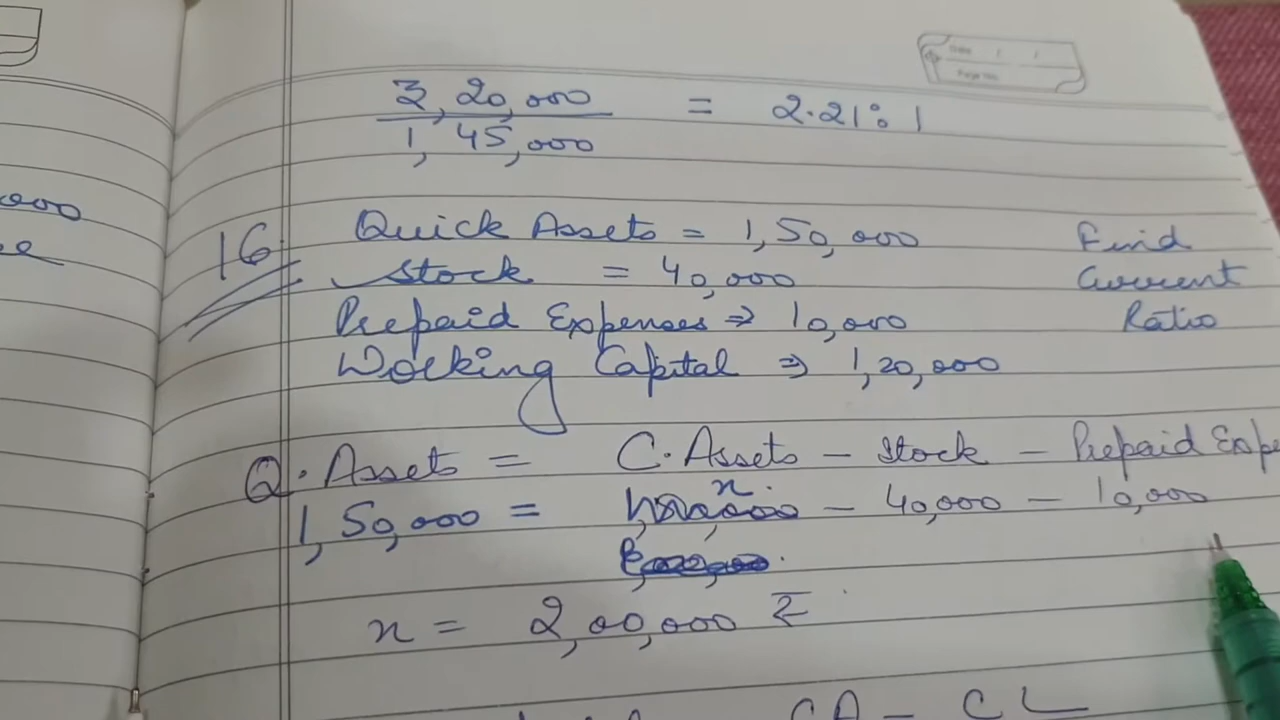 3,20,000 = 2.21:1
1,45,000
000
16 Quick Assets = 1,50,000 Find
Stock = 40,000 Current
Prepaid Expenses ⇒ 10,000 Ratio
Working Capital ⇒ 1,20,000
Q. Assets = C. Assets - Stock - Prepaid Expe
x
1,50,000 = - 40,000 - 10,000
x = 2,00,000 ₹
CA - CL